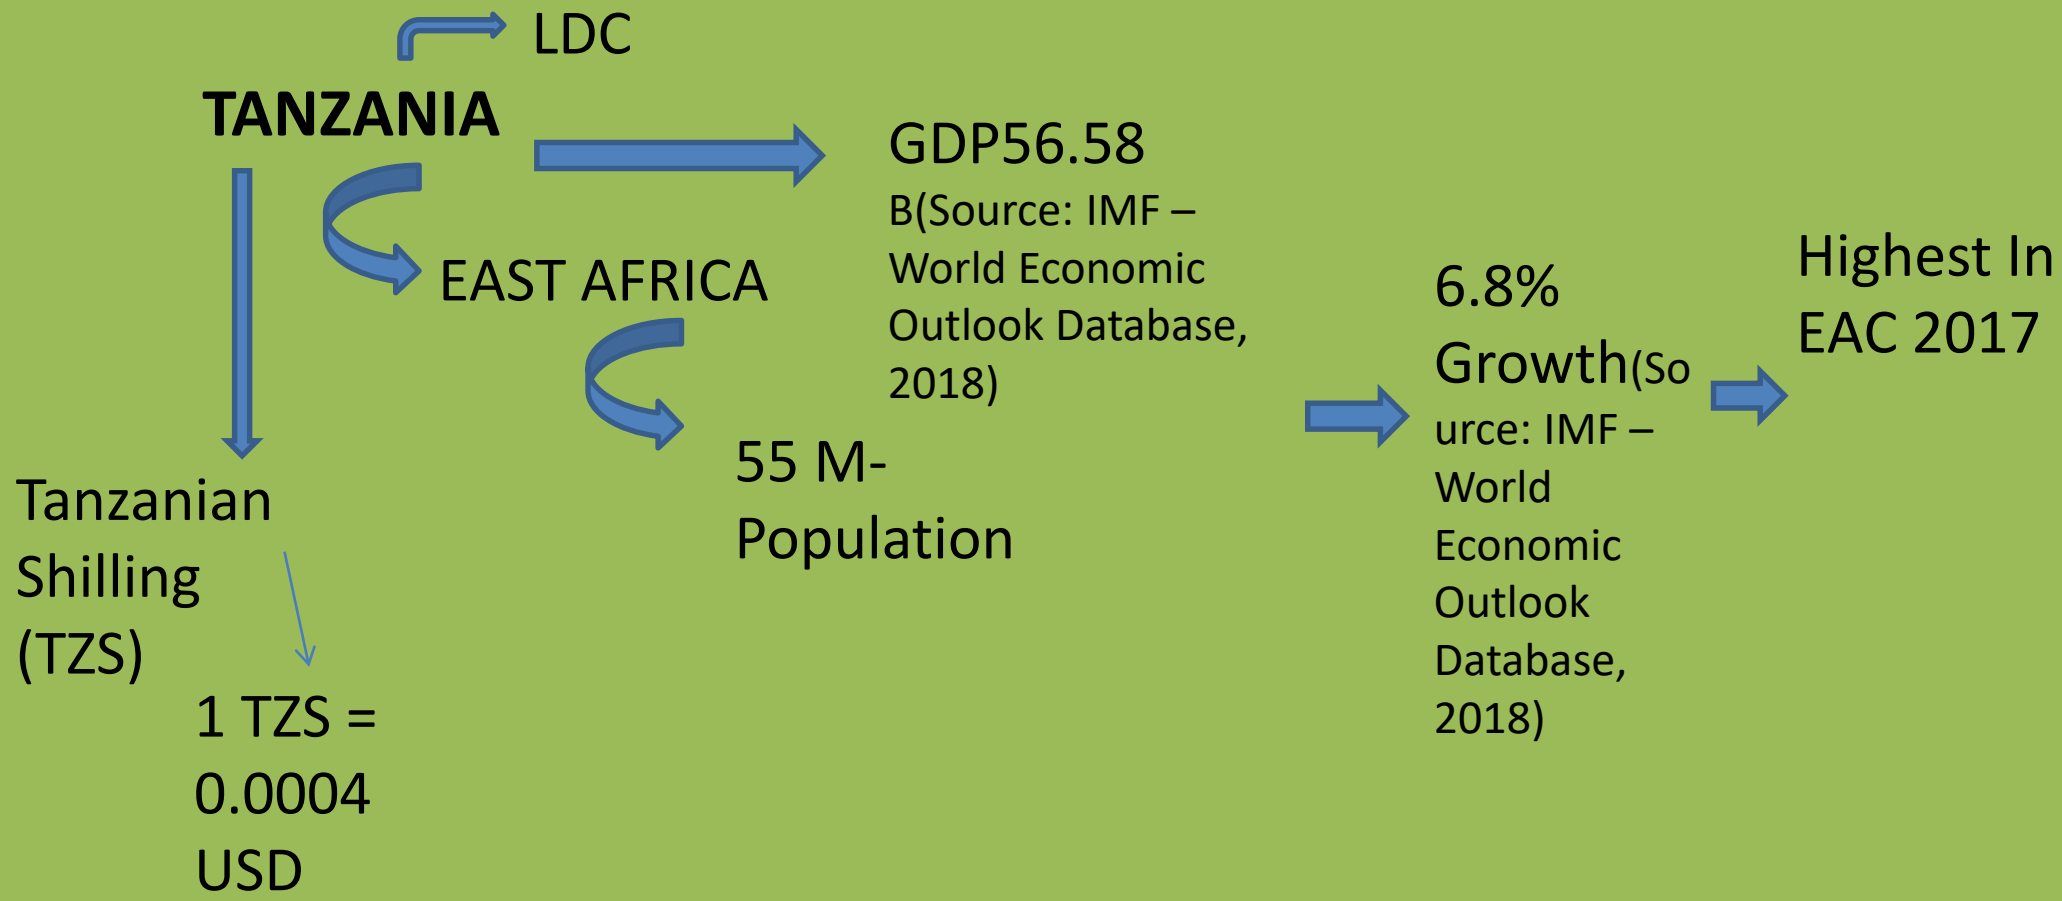 LDC
TANZANIA
GDP56.58
B(Source: IMF –
World Economic
Outlook Database,
2018)
EAST AFRICA
55 M-
Population
6.8%
Growth(So
urce: IMF –
World
Economic
Outlook
Database,
2018)
Highest In
EAC 2017
Tanzanian
Shilling
(TZS)
1 TZS =
0.0004
USD